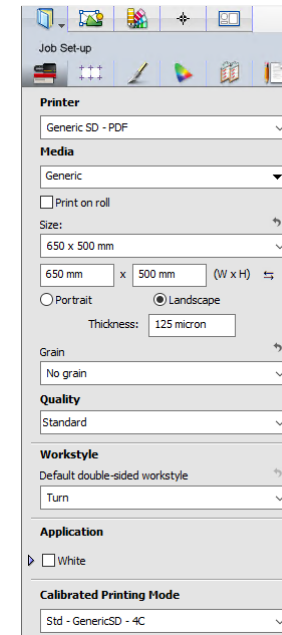 Job Set-up
Printer
Generic SD - PDF
Media
Generic
Print on roll
Size:
650 x 500 mm
650 mm x 500 mm (W x H)
Portrait Landscape
Thickness: 125 micron
Grain
No grain
Quality
Standard
Workstyle
Default double-sided workstyle
Turn
Application
White
Calibrated Printing Mode
Std - GenericSD - 4C